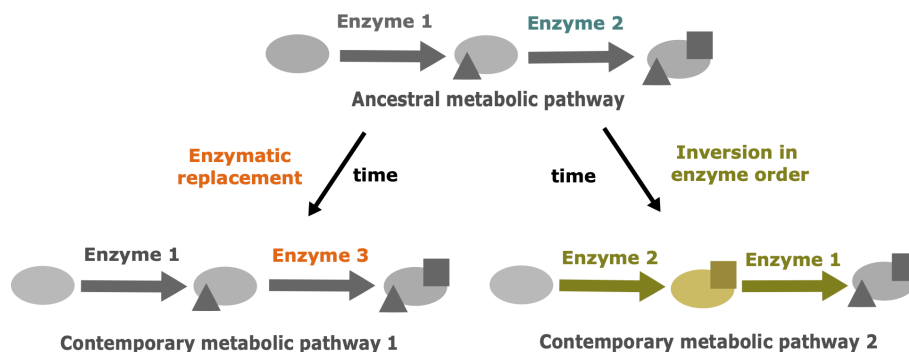 Enzyme 1
Enzyme 2
Ancestral metabolic pathway
Enzymatic
replacement
time
time
Inversion in
enzyme order
Enzyme 1
Enzyme 3
Enzyme 2
Enzyme 1
Contemporary metabolic pathway 1
Contemporary metabolic pathway 2